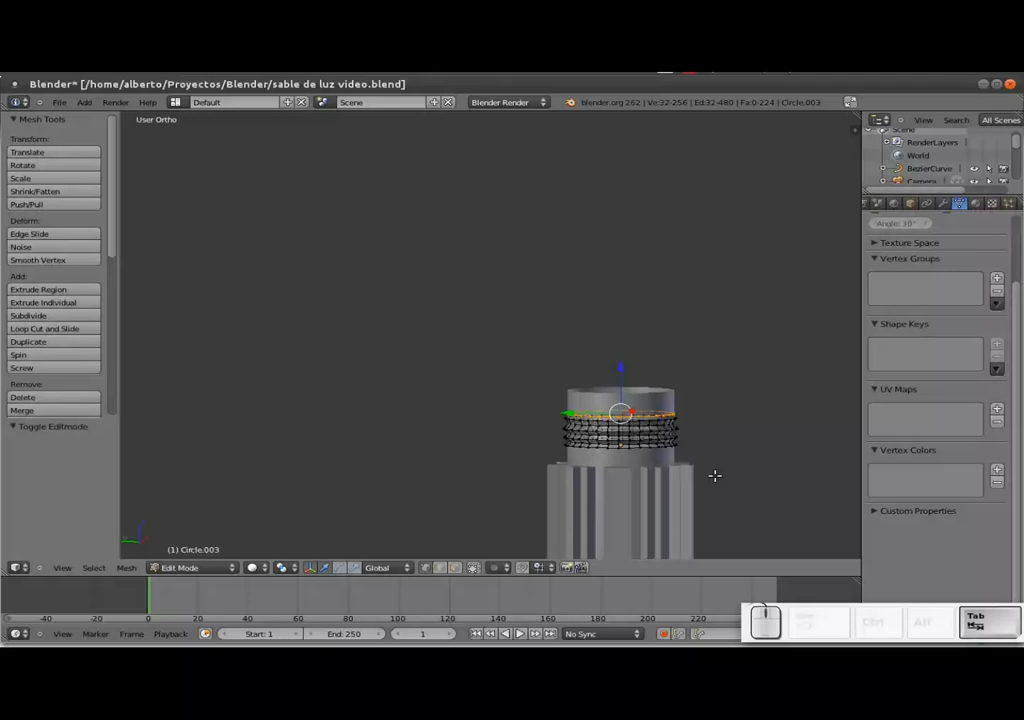 Blender* [/home/alberto/Proyectos/Blender/sable de luz video.blend]
File Add Render Help Default Scene Blender Render blender.org 262 | Ve:32-256 | Ed:32-480 | Fa:0-224 | Circle.003
Mesh Tools
User Ortho
View Search All Scenes
Scene
RenderLayers
World
BezierCurve
Camera
Transform:
Translate
Rotate
Scale
Shrink/Fatten
Push/Pull
Deform:
Edge Slide
Noise
Smooth Vertex
Add:
Extrude Region
Extrude Individual
Subdivide
Loop Cut and Slide
Duplicate
Spin
Screw
Remove:
Delete
Merge
Toggle Editmode
Angle: 30°
Texture Space
Vertex Groups
Shape Keys
UV Maps
Vertex Colors
Custom Properties
(1) Circle.003
View Select Mesh Edit Mode Global
-40 -20 0 20 40 60 80 100 120 140 160 180 200 220
View Marker Frame Playback Start: 1 End: 250 1 No Sync
Ctrl Alt Tab